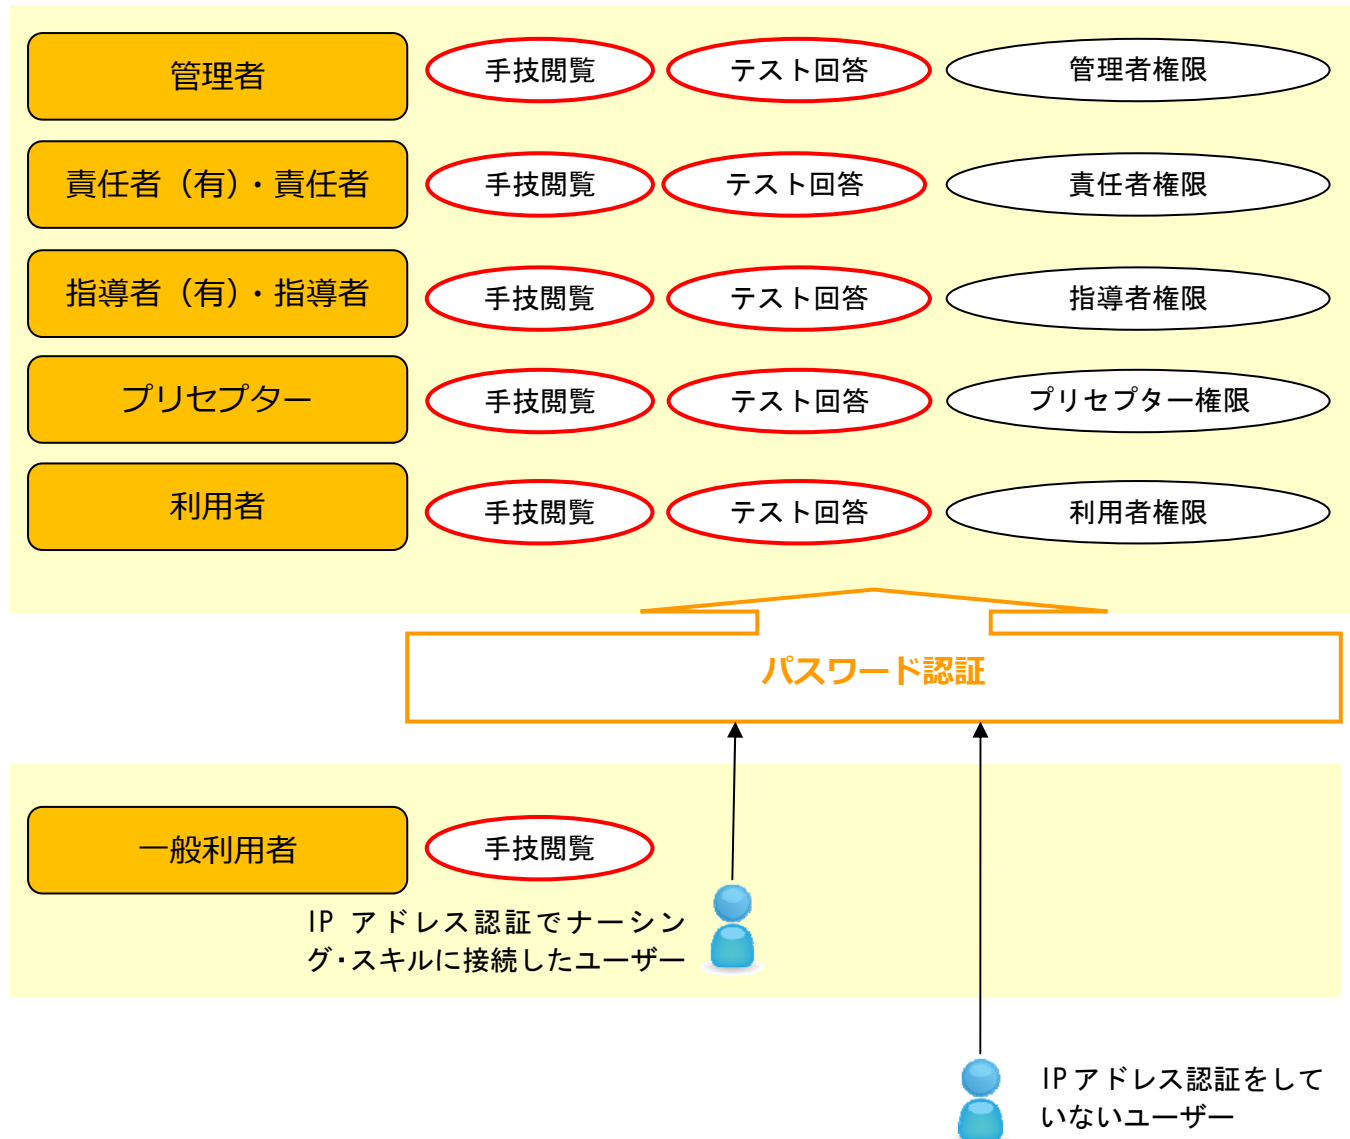 管理者
手技閲覧
テスト回答
管理者権限
責任者（有）・責任者
手技閲覧
テスト回答
責任者権限
指導者（有）・指導者
手技閲覧
テスト回答
指導者権限
プリセプター
手技閲覧
テスト回答
プリセプター権限
利用者
手技閲覧
テスト回答
利用者権限
パスワード認証
一般利用者
手技閲覧
IP アドレス認証でナーシン
グ・スキルに接続したユーザー
IP アドレス認証をして
いないユーザー